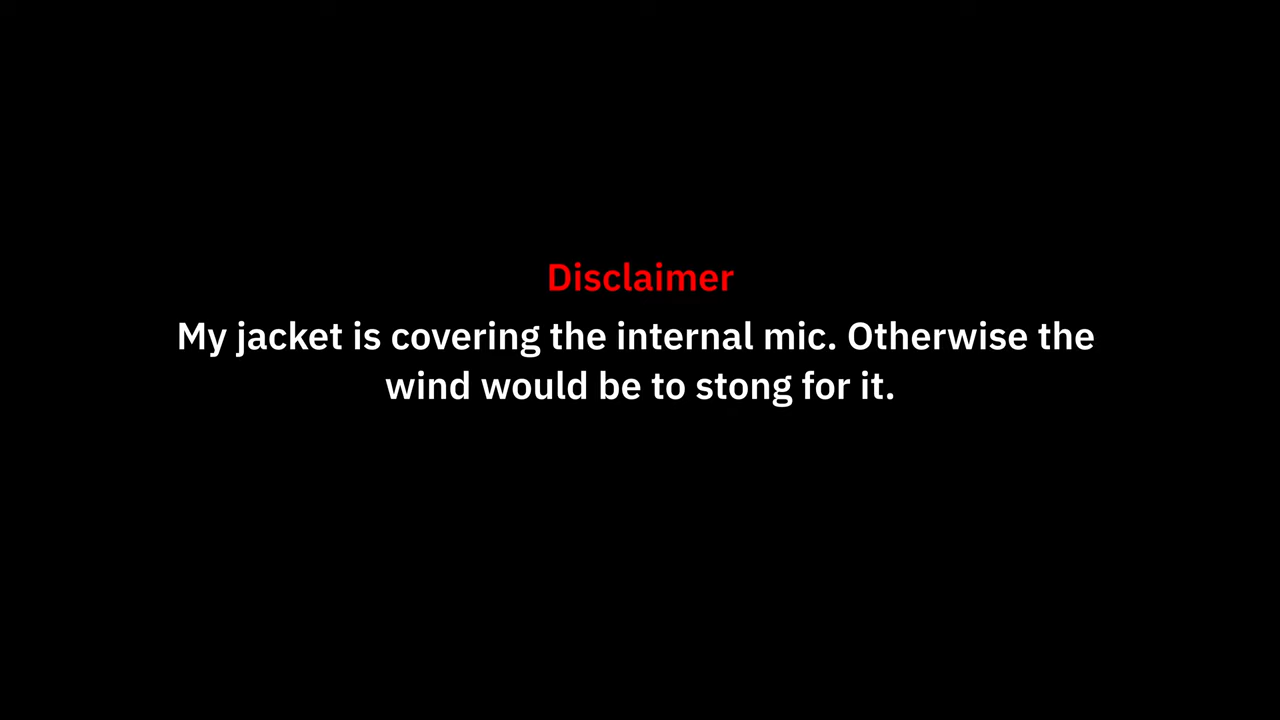 Disclaimer
My jacket is covering the internal mic. Otherwise the
wind would be to stong for it.